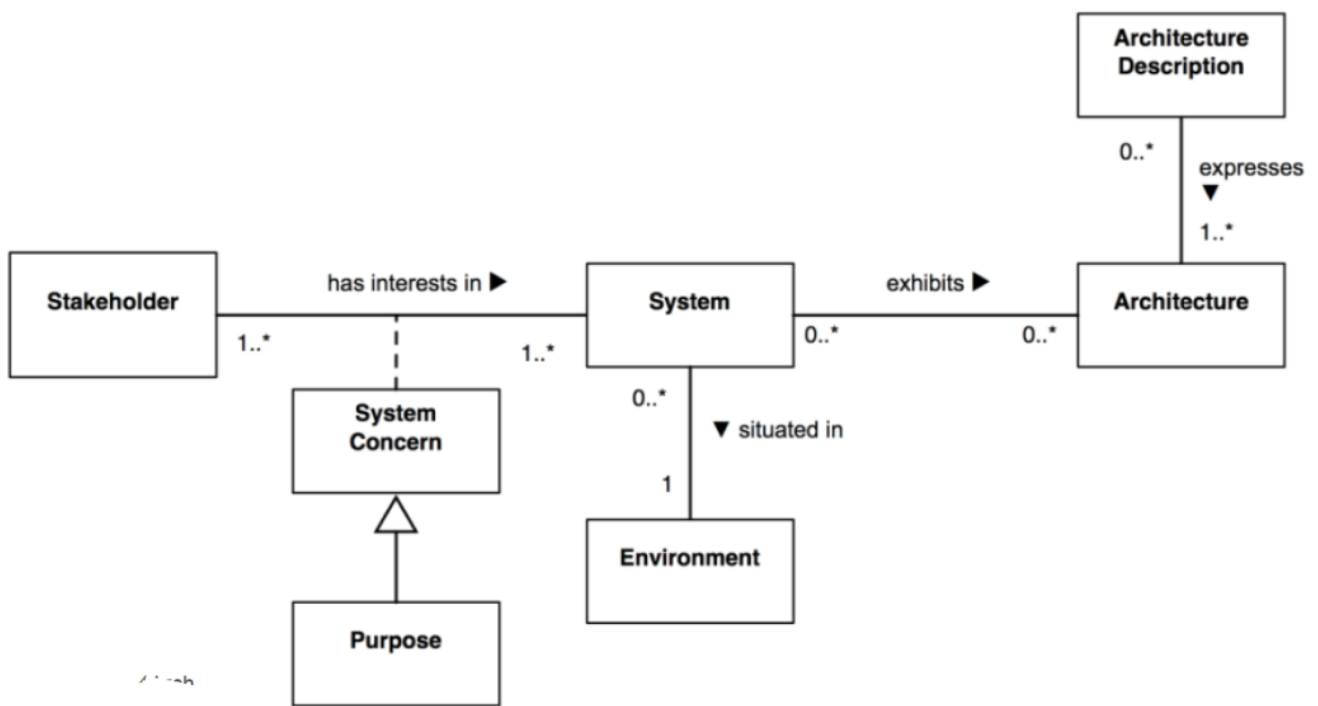 Architecture
Description
0..*
expresses
▼
1..*
Stakeholder
has interests in ▶
System
exhibits ▶
Architecture
1..*
1..*
0..*
0..*
System
Concern
0..*
▼ situated in
1
Environment
Purpose